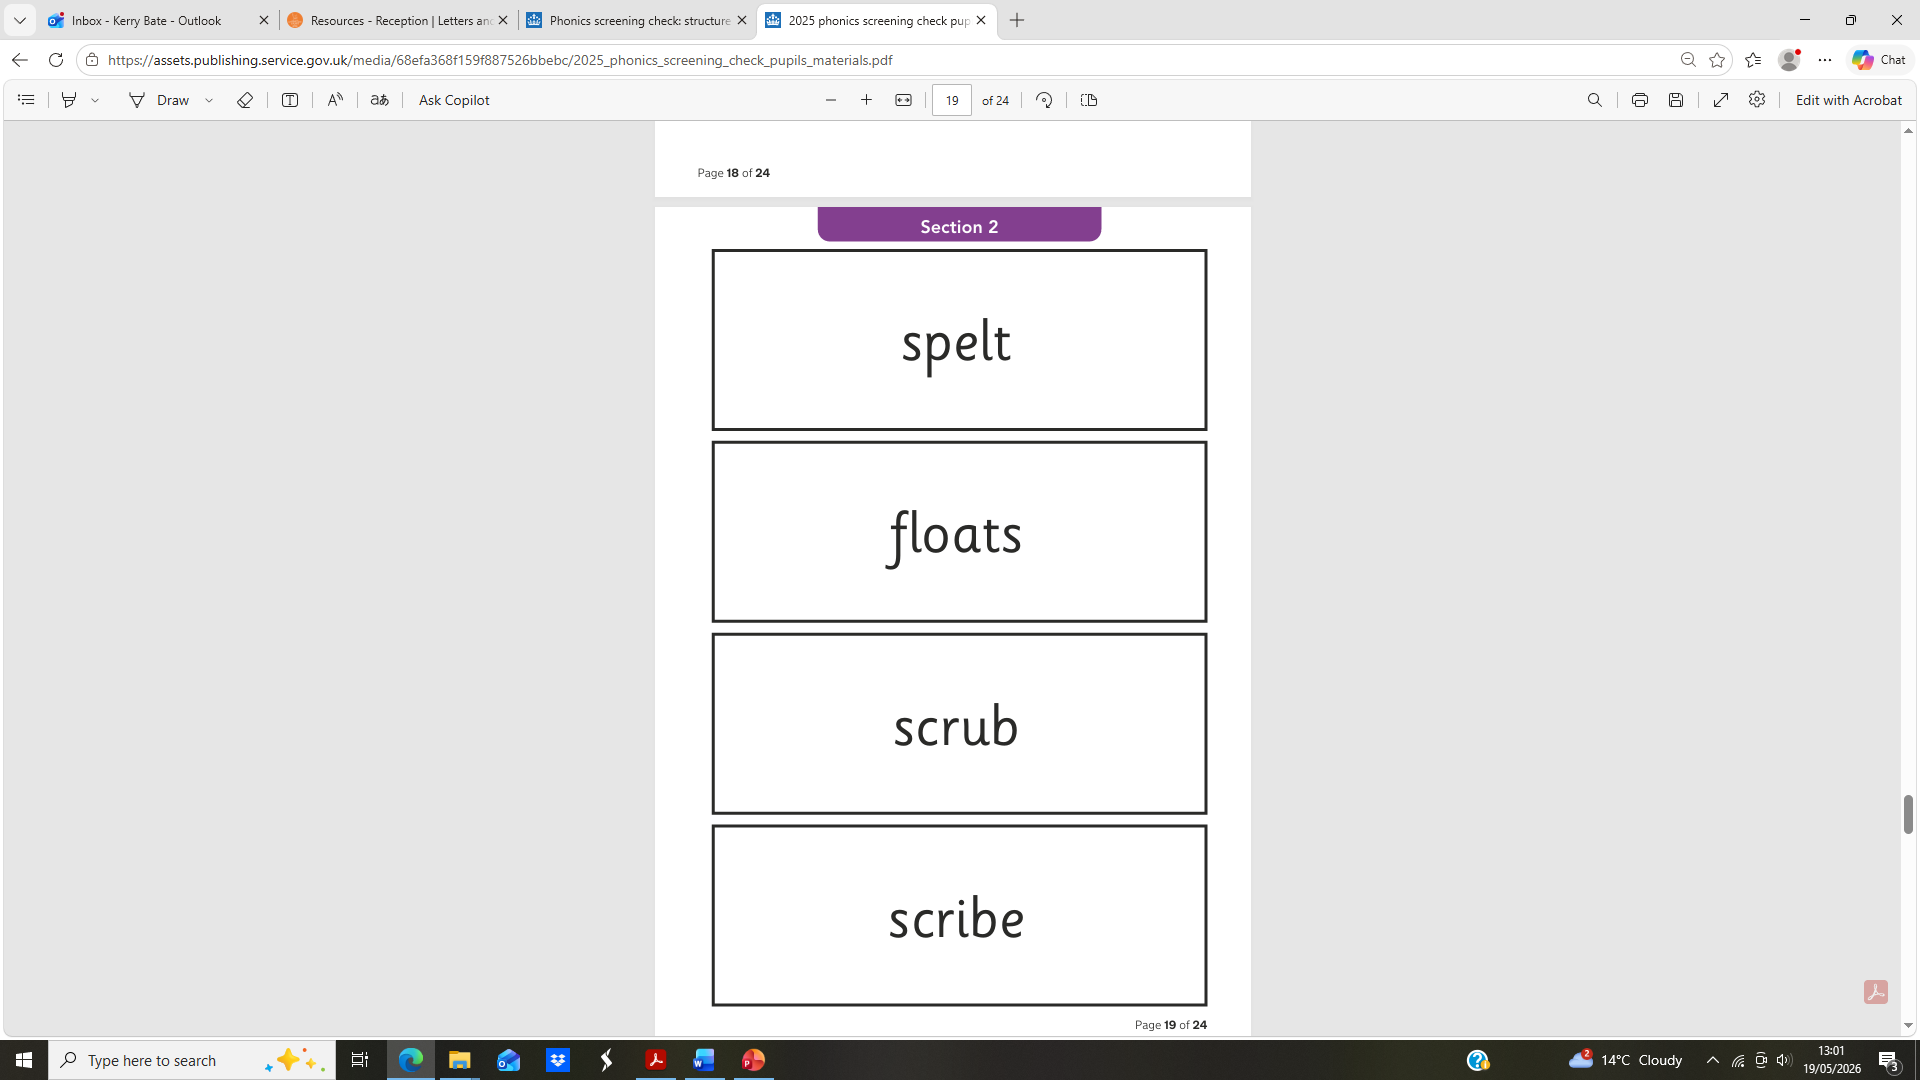 Inbox - Kerry Bate - Outlook
Resources - Reception | Letters an
Phonics screening check: structure
2025 phonics screening check pup
https://assets.publishing.service.gov.uk/media/68efa368f159f887526bbebc/2025_phonics_screening_check_pupils_materials.pdf
Chat
Draw
Ask Copilot
19 of 24
Edit with Acrobat
Page 18 of 24
Section 2
spelt
floats
scrub
scribe
Page 19 of 24
Type here to search
2
14°C Cloudy
13:01
19/05/2026
3